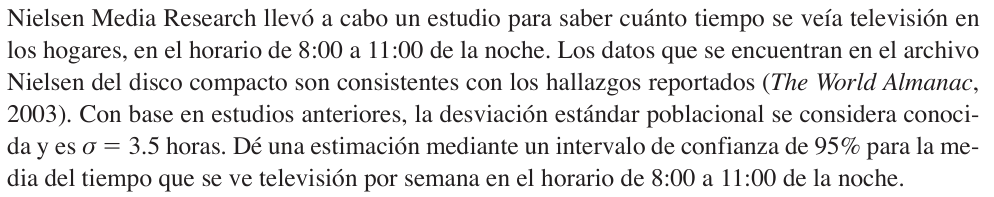 Nielsen Media Research llevó a cabo un estudio para saber cuánto tiempo se veía televisión en
los hogares, en el horario de 8:00 a 11:00 de la noche. Los datos que se encuentran en el archivo
Nielsen del disco compacto son consistentes con los hallazgos reportados (The World Almanac,
2003). Con base en estudios anteriores, la desviación estándar poblacional se considera conoci-
da y es σ = 3.5 horas. Dé una estimación mediante un intervalo de confianza de 95% para la me-
dia del tiempo que se ve televisión por semana en el horario de 8:00 a 11:00 de la noche.